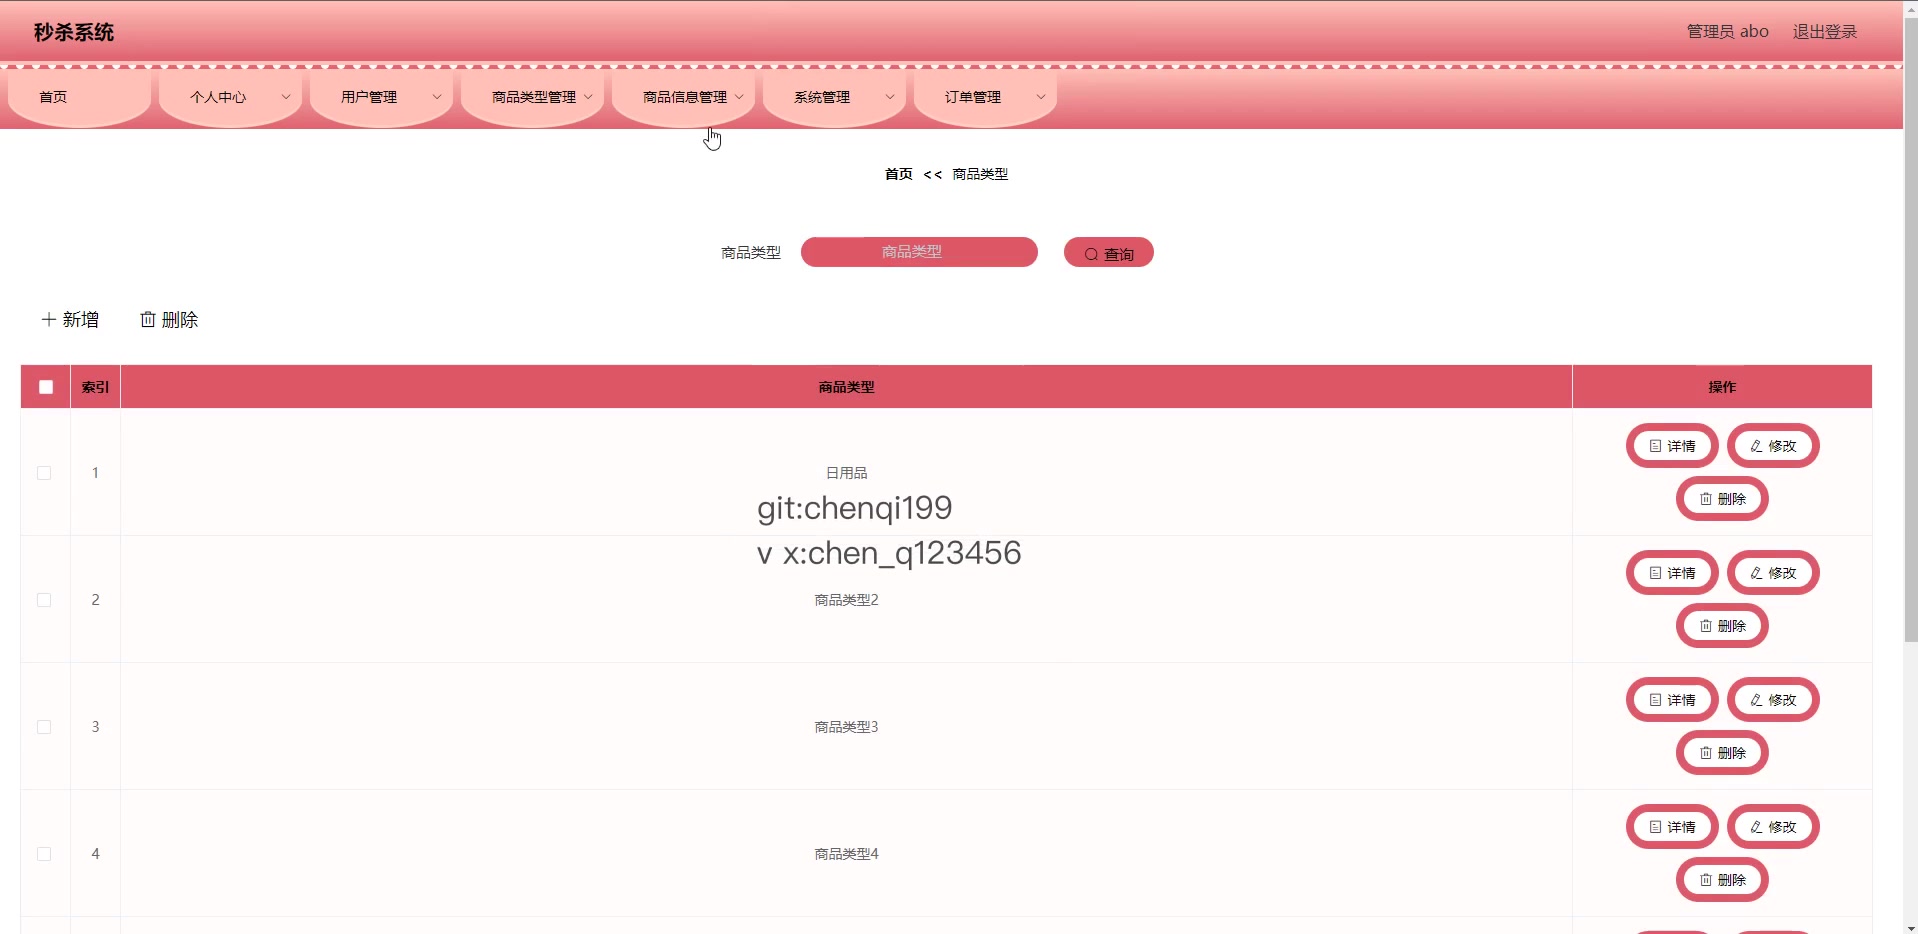 秒杀系统
管理员 abo 退出登录
首页 个人中心 用户管理 商品类型管理 商品信息管理 系统管理 订单管理
首页 << 商品类型
商品类型 商品类型 查询
新增 删除
索引 商品类型 操作
详情 修改
1 日用品
删除
git:chenqi199
v x:chen_q123456
详情 修改
2 商品类型2
删除
详情 修改
3 商品类型3
删除
详情 修改
4 商品类型4
删除